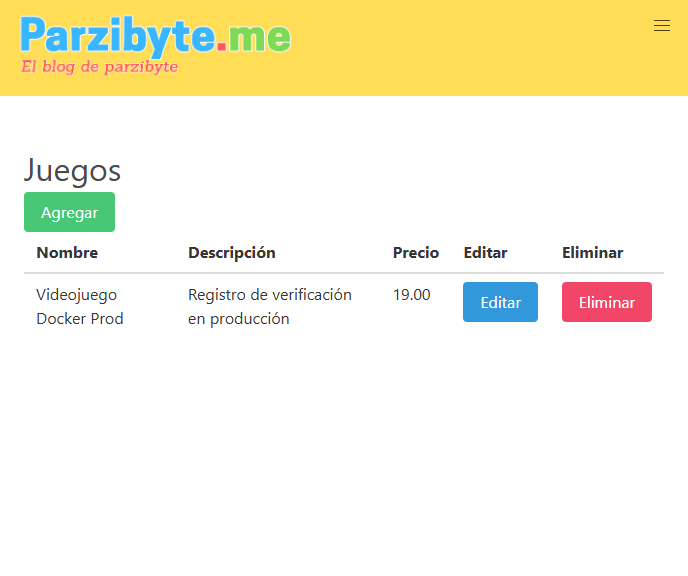 Parzibyte.me
El blog de parzibyte
Juegos
Agregar
Nombre Descripción Precio Editar Eliminar
Videojuego Registro de verificación 19.00 Editar Eliminar
Docker Prod en producción